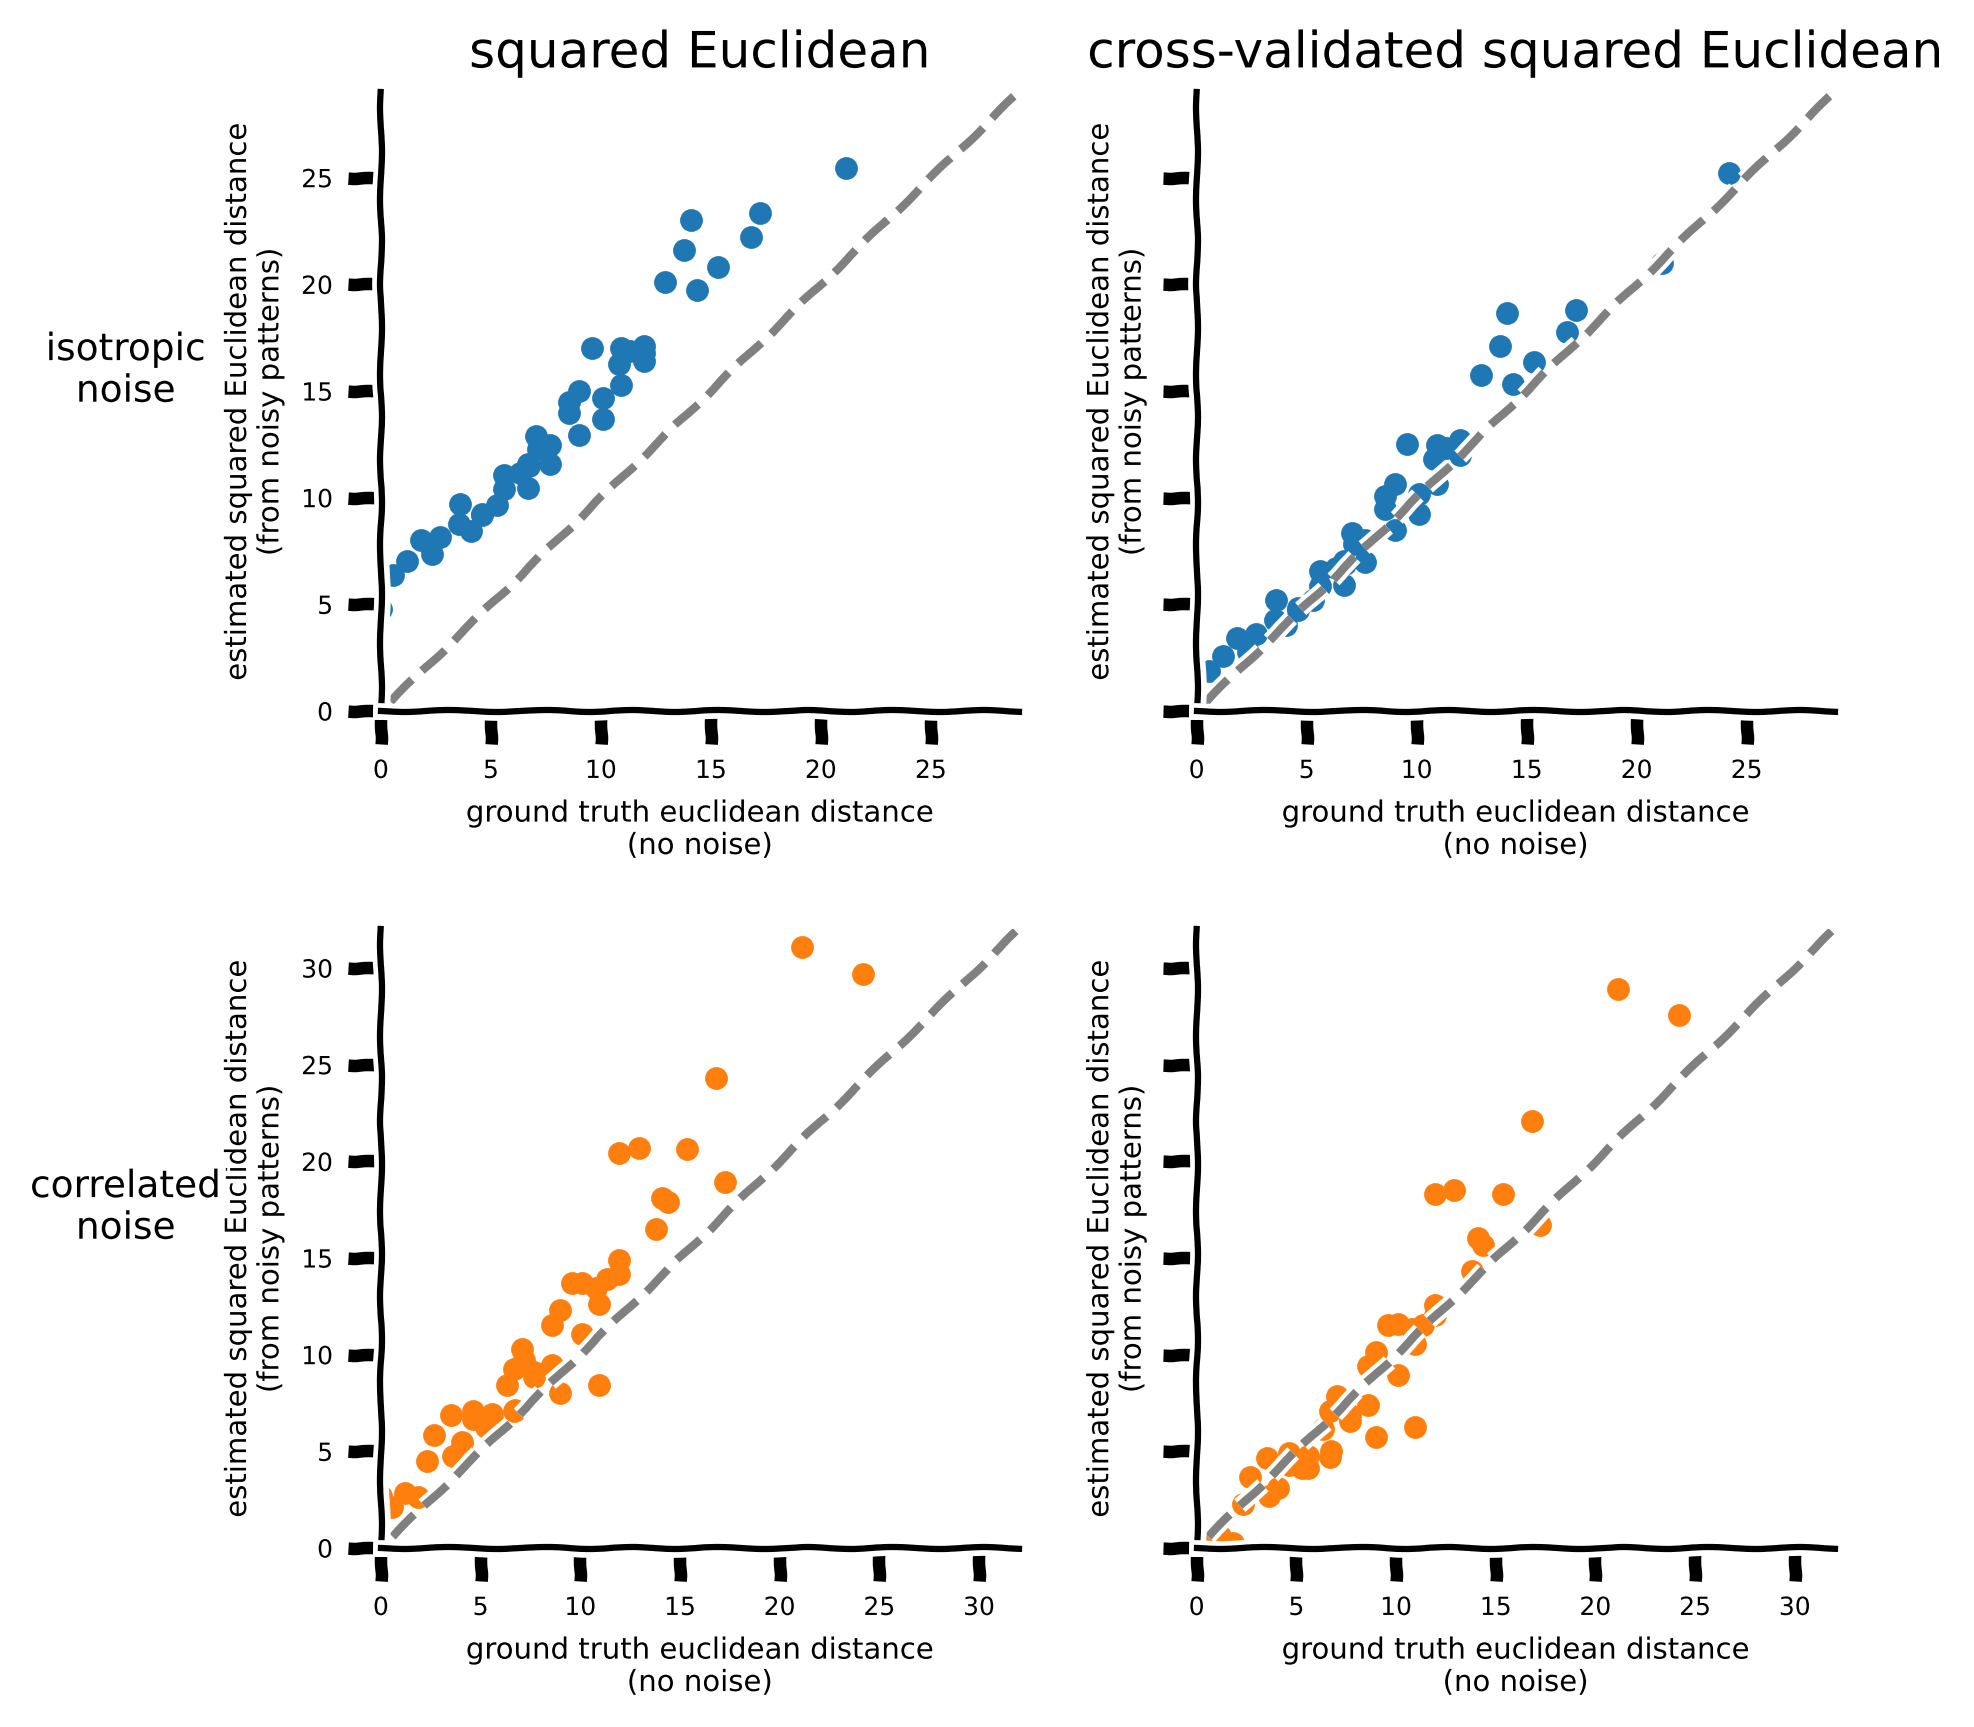 squared Euclidean
cross-validated squared Euclidean
isotropic
noise
estimated squared Euclidean distance
(from noisy patterns)
25
20
15
10
5
0
0 5 10 15 20 25
ground truth euclidean distance
(no noise)
estimated squared Euclidean distance
(from noisy patterns)
0 5 10 15 20 25
ground truth euclidean distance
(no noise)
correlated
noise
estimated squared Euclidean distance
(from noisy patterns)
30
25
20
15
10
5
0
0 5 10 15 20 25 30
ground truth euclidean distance
(no noise)
estimated squared Euclidean distance
(from noisy patterns)
0 5 10 15 20 25 30
ground truth euclidean distance
(no noise)